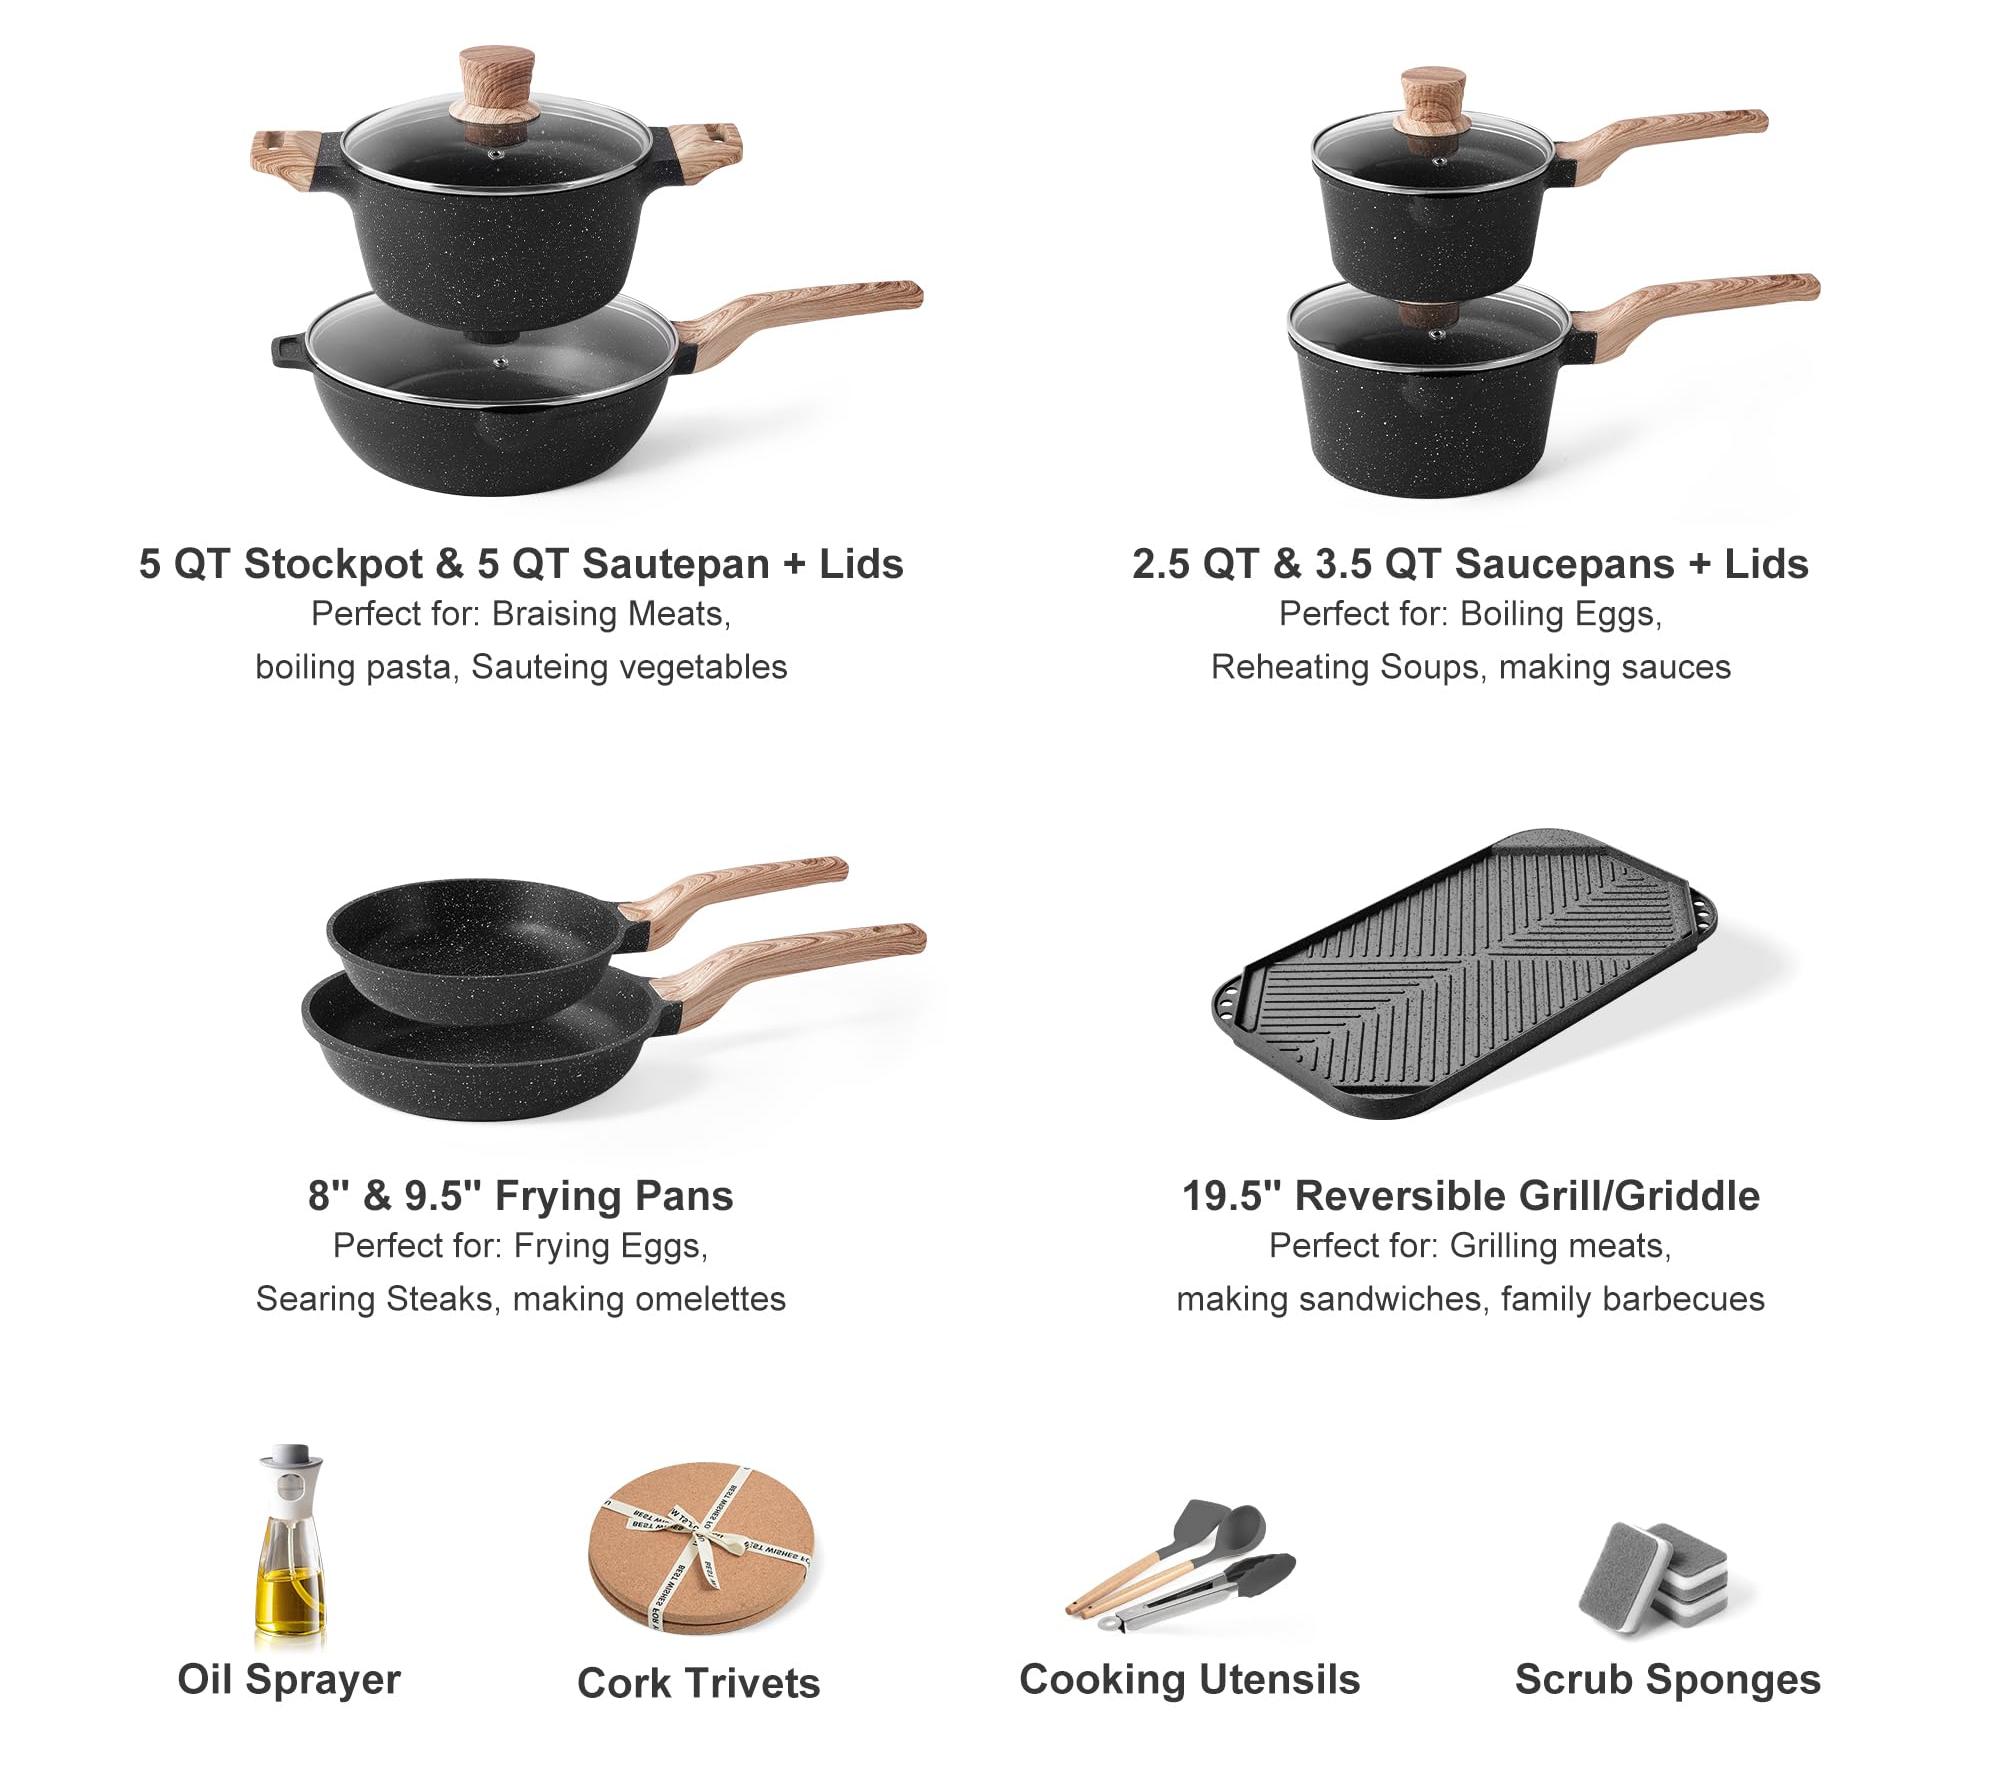 5 QT Stockpot & 5 QT Sautepan + Lids
Perfect for: Braising Meats,
boiling pasta, Sauteing vegetables
2.5 QT & 3.5 QT Saucepans + Lids
Perfect for: Boiling Eggs,
Reheating Soups, making sauces
8" & 9.5" Frying Pans
Perfect for: Frying Eggs,
Searing Steaks, making omelettes
19.5" Reversible Grill/Griddle
Perfect for: Grilling meats,
making sandwiches, family barbecues
Oil Sprayer
Cork Trivets
Cooking Utensils
Scrub Sponges